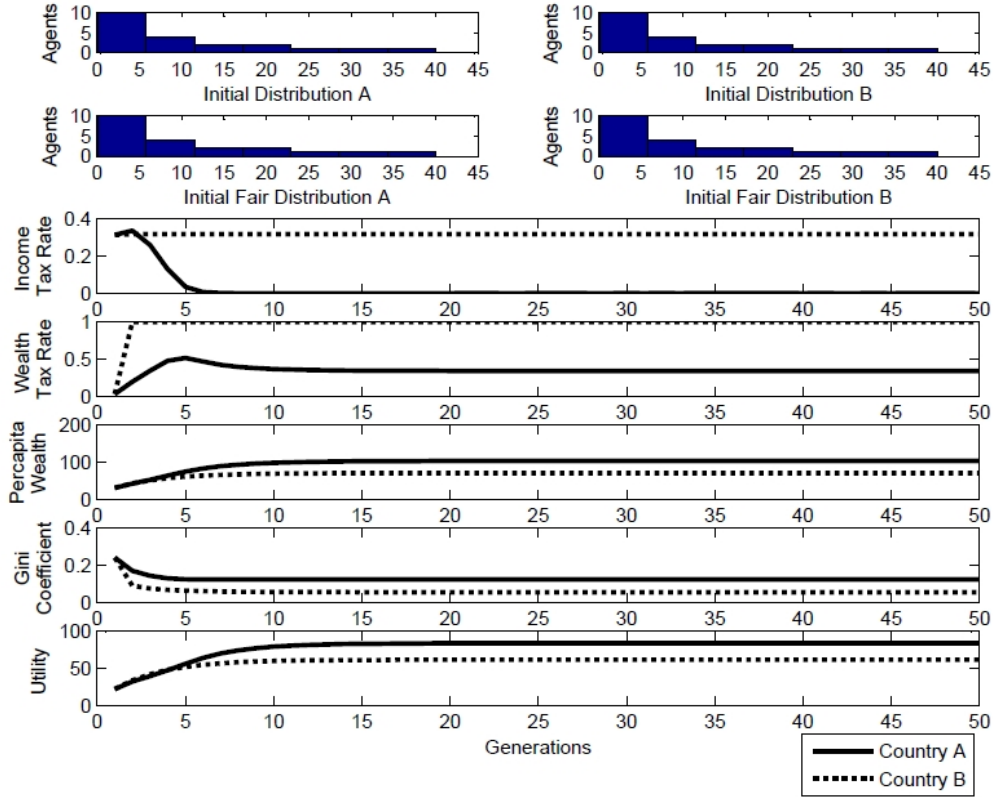 Agents
10
5
0
0 5 10 15 20 25 30 35 40 45
Initial Distribution A
Agents
10
5
0
0 5 10 15 20 25 30 35 40 45
Initial Distribution B
Agents
10
5
0
0 5 10 15 20 25 30 35 40 45
Initial Fair Distribution A
Agents
10
5
0
0 5 10 15 20 25 30 35 40 45
Initial Fair Distribution B
Income
Tax Rate
0.4
0.2
0
0 5 10 15 20 25 30 35 40 45 50
Wealth
Tax Rate
1
0.5
0
0 5 10 15 20 25 30 35 40 45 50
Percapita
Wealth
200
100
0
0 5 10 15 20 25 30 35 40 45 50
Gini
Coefficient
0.4
0.2
0
0 5 10 15 20 25 30 35 40 45 50
Utility
100
50
0
0 5 10 15 20 25 30 35 40 45 50
Generations
Country A
Country B